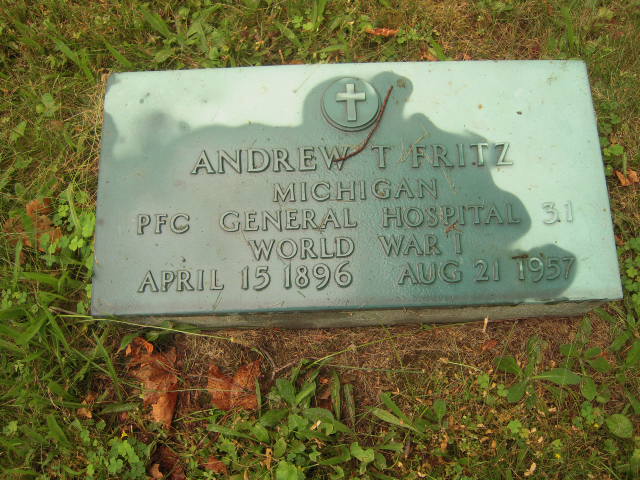 ANDREW T FRITZ
MICHIGAN
PFC GENERAL HOSPITAL 31
WORLD WAR I
APRIL 15 1896 AUG 21 1957